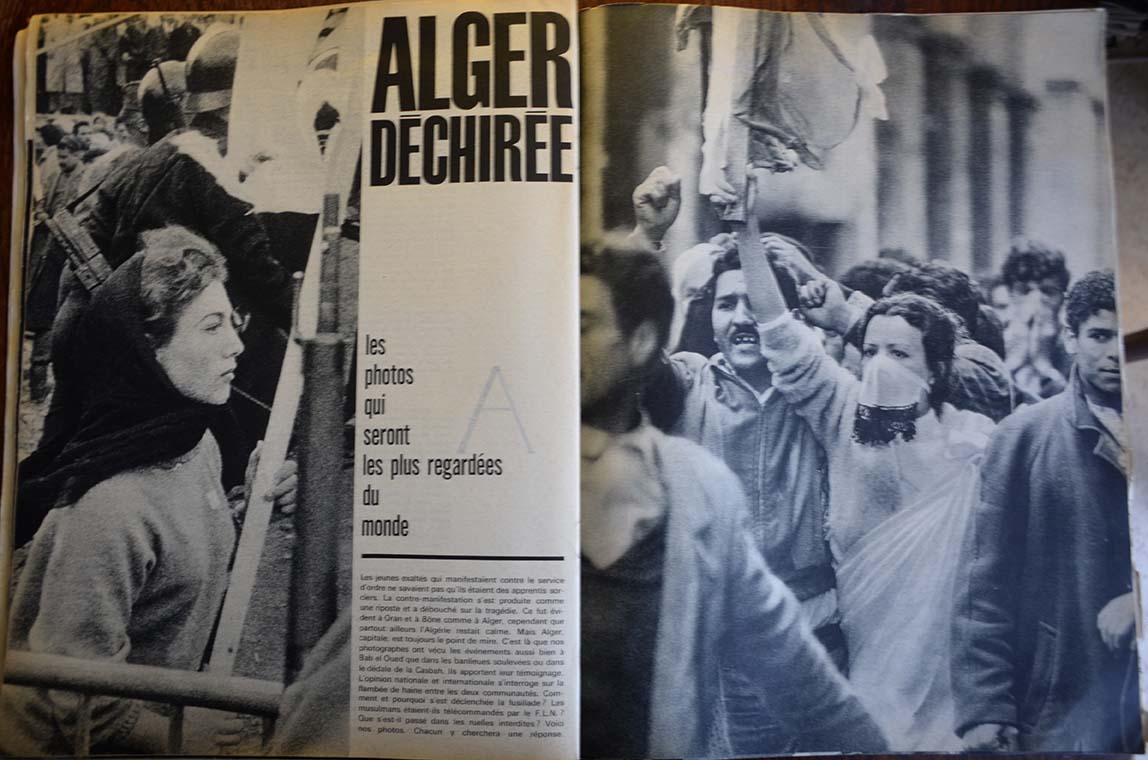 ALGER
DÉCHIRÉE
les
photos
qui
seront
les plus regardées
du
monde
Les jeunes exaltés qui manifestaient contre le service
d'ordre ne savaient pas qu'ils étaient des apprentis sor-
ciers. La contre-manifestation s'est produite comme
une riposte et a débouché sur la tragédie. Ce fut évi-
dent à Oran et à Bône comme à Alger, cependant que
partout ailleurs l'Algérie restait calme. Mais Alger,
capitale, est toujours le point de mire. C'est là que nos
photographes ont vécu les événements aussi bien à
Bab el Oued que dans les banlieues soulevées ou dans
le dédale de la Casbah. Ils apportent leur témoignage.
L'opinion nationale et internationale s'interroge sur la
flambée de haine entre les deux communautés. Com-
ment et pourquoi s'est déclenchée la fusillade ? Les
musulmans étaient-ils télécommandés par le F.L.N. ?
Que s'est-il passé dans les ruelles interdites ? Voici
nos photos. Chacun y cherchera une réponse.